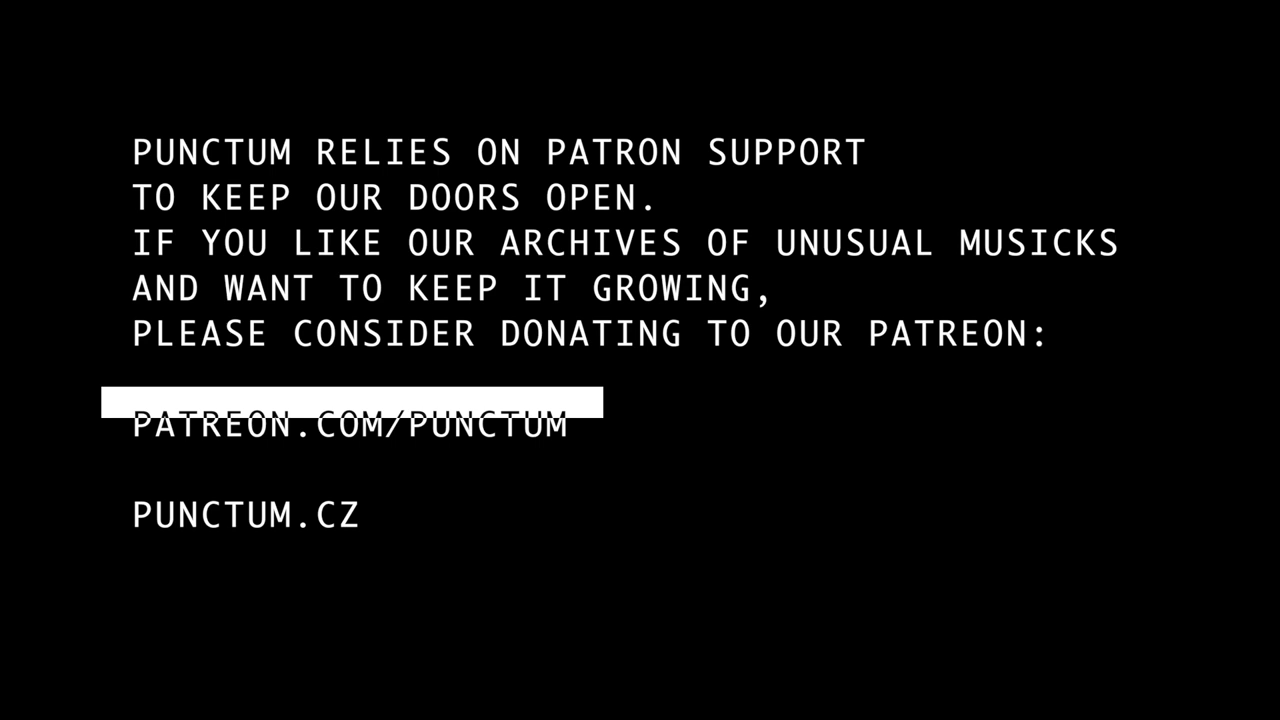 PUNCTUM RELIES ON PATRON SUPPORT
TO KEEP OUR DOORS OPEN.
IF YOU LIKE OUR ARCHIVES OF UNUSUAL MUSICKS
AND WANT TO KEEP IT GROWING,
PLEASE CONSIDER DONATING TO OUR PATREON:
PATREON.COM/PUNCTUM
PUNCTUM.CZ